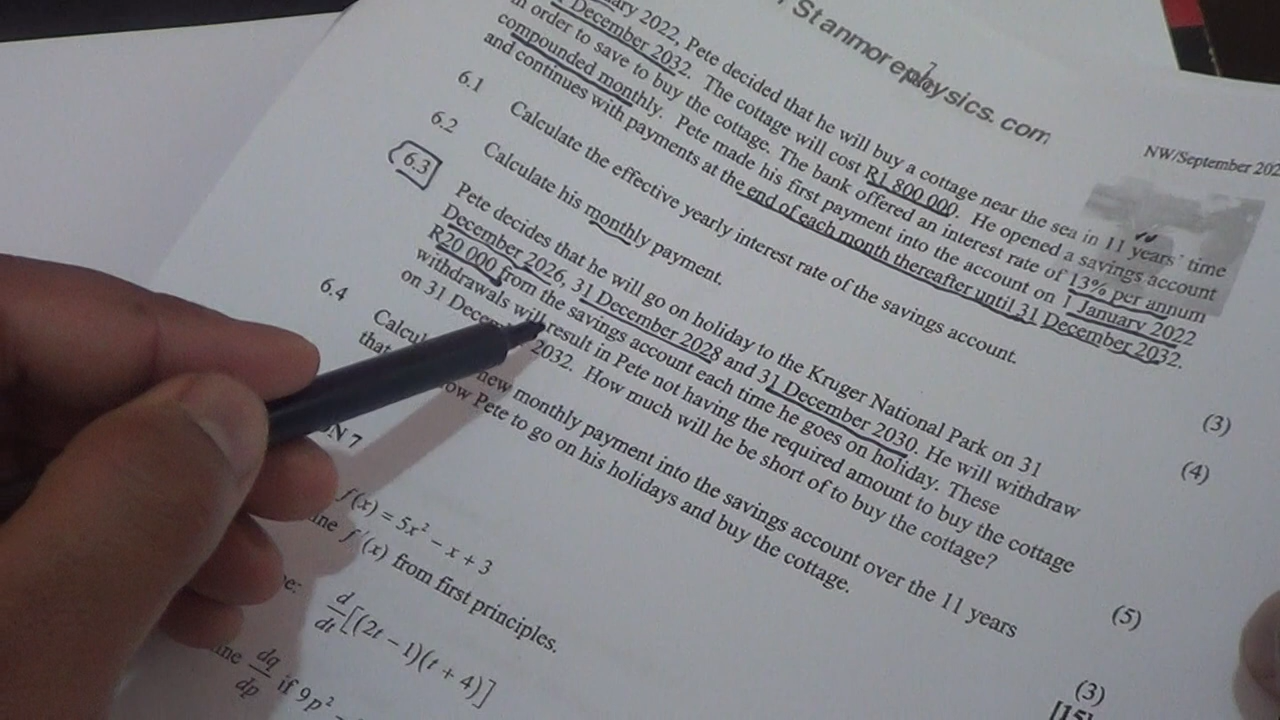 Stanmorephysics.com
NW/September 202
2022, Pete decided that he will buy a cottage near the sea in 11 years' time
December 2032. The cottage will cost R1 800 000. He opened a savings account
in order to save to buy the cottage. The bank offered an interest rate of 13% per annum
compounded monthly. Pete made his first payment into the account on 1 January 2022
and continues with payments at the end of each month thereafter until 31 December 2032.
6.1 Calculate the effective yearly interest rate of the savings account. (3)
6.2 Calculate his monthly payment. (4)
6.3 Pete decides that he will go on holiday to the Kruger National Park on 31
December 2026, 31 December 2028 and 31 December 2030. He will withdraw
R20 000 from the savings account each time he goes on holiday. These
withdrawals will result in Pete not having the required amount to buy the cottage
on 31 2032. How much will he be short of to buy the cottage? (5)
6.4 new monthly payment into the savings account over the 11 years
that Pete to go on his holidays and buy the cottage. (3)
[15]
N 7
f(x) = 5x² − x + 3
f′(x) from first principles.
d/dt[(2t − 1)(t + 4)]
dq/dp if 9p²